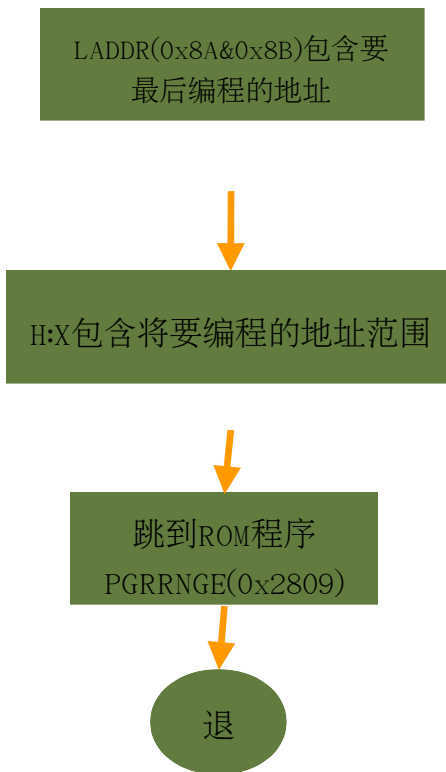 LADDR(0x8A&0x8B)包含要
最后编程的地址
H:X包含将要编程的地址范围
跳到ROM程序
PGRRNGE(0x2809)
退